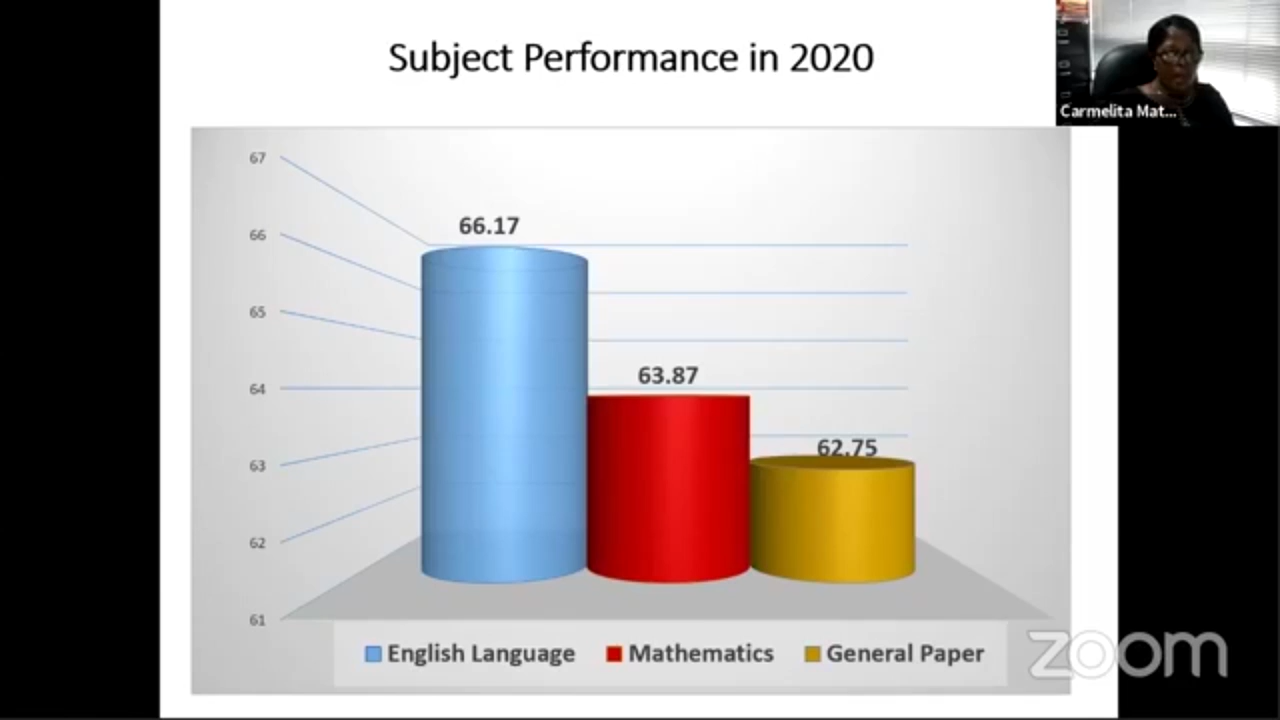 Subject Performance in 2020
Carmelita Mat...
67
66.17
66
65
63.87
64
62.75
63
62
61
English Language Mathematics General Paper
zoom